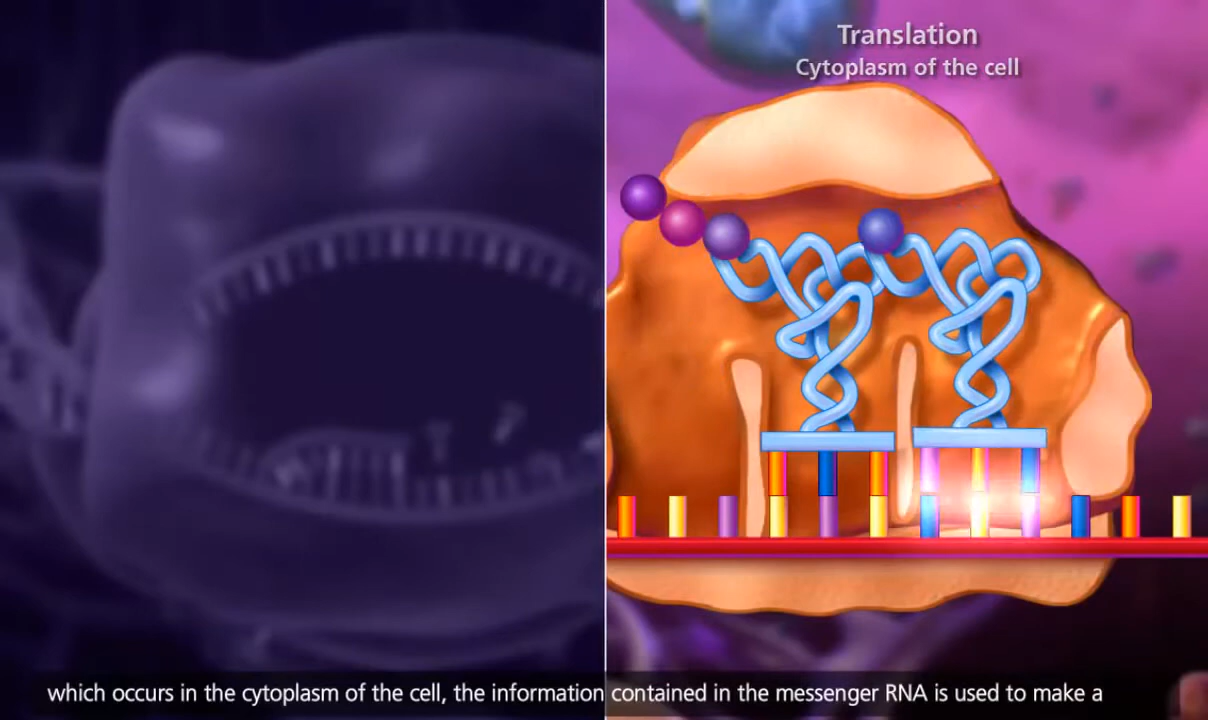 Translation
Cytoplasm of the cell
which occurs in the cytoplasm of the cell, the information contained in the messenger RNA is used to make a